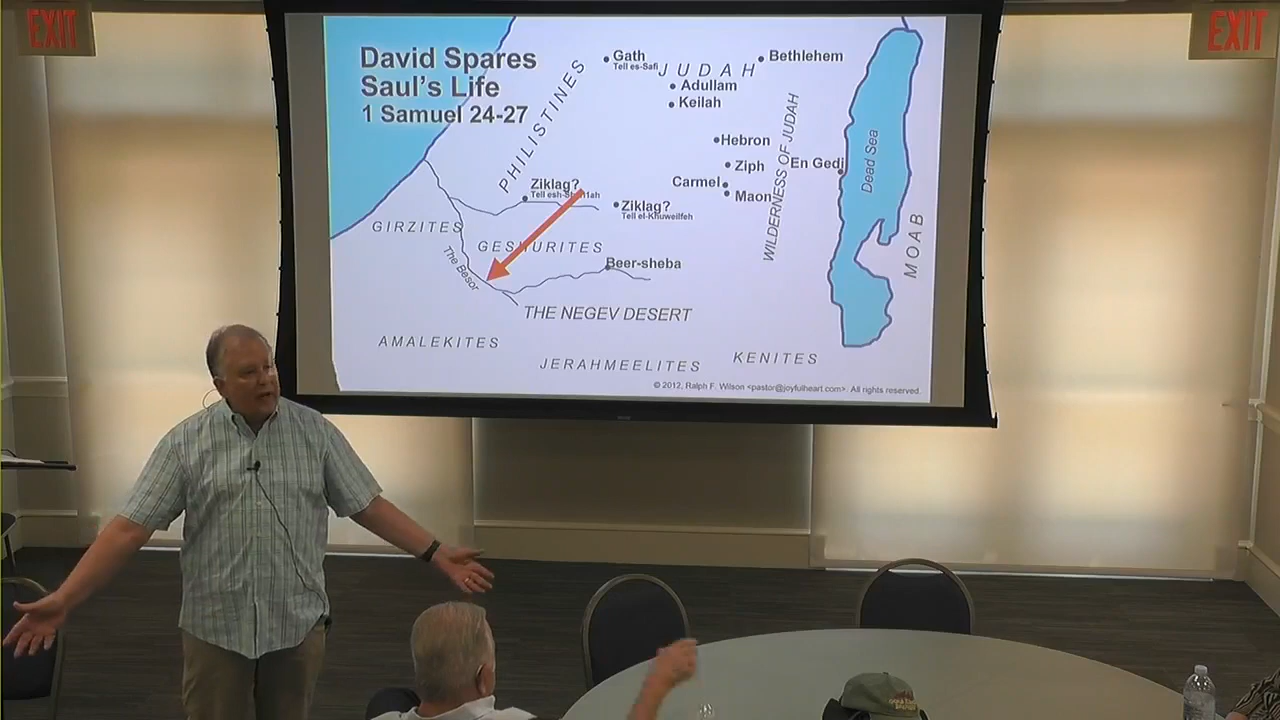 EXIT
EXIT
David Spares
Saul's Life
1 Samuel 24-27
Gath
Tell es-Safi
JUDAH
Bethlehem
Adullam
Keilah
PHILISTINES
Hebron
Ziph
En Gedi
Dead Sea
WILDERNESS OF JUDAH
Carmel
Maon
Ziklag?
Ziklag?
Tell el-Khuweilfeh
GIRZITES
GESHURITES
MOAB
The Besor
Beer-sheba
THE NEGEV DESERT
AMALEKITES
JERAHMEELITES
KENITES
© 2012, Ralph F. Wilson <pastor@joyfulheart.com>. All rights reserved.